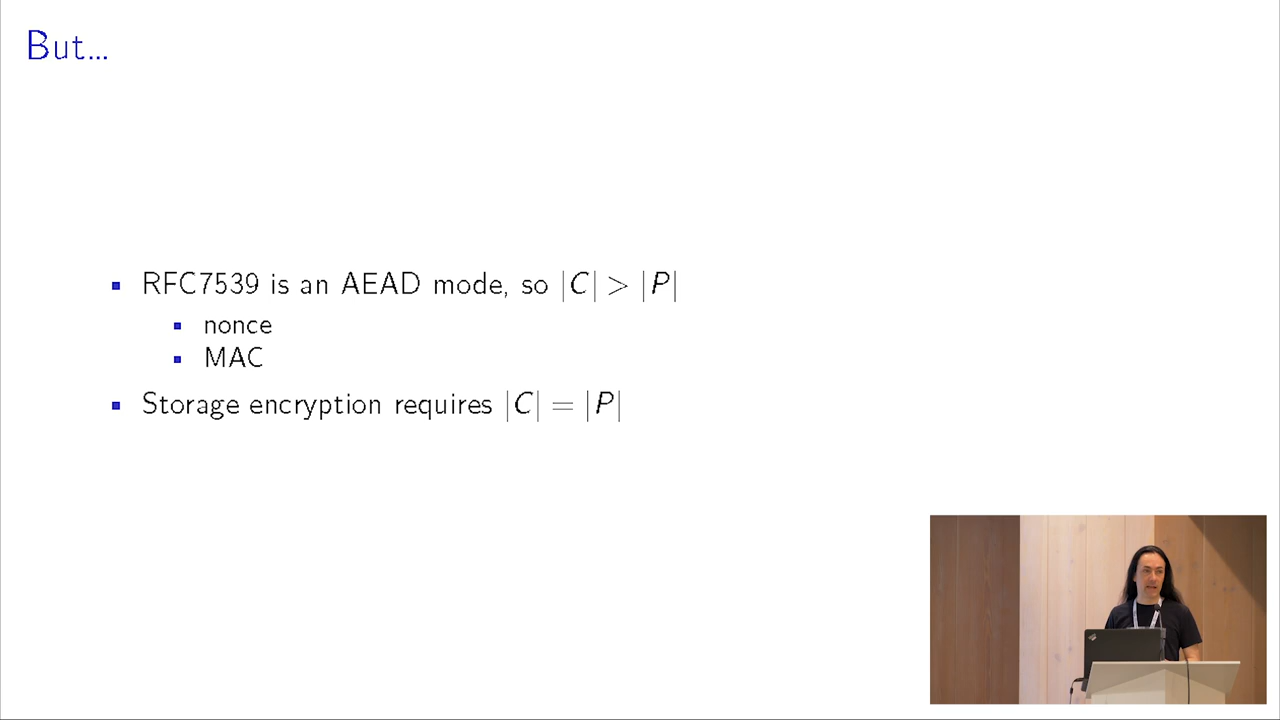 But...
RFC7539 is an AEAD mode, so |C| > |P|
nonce
MAC
Storage encryption requires |C| = |P|